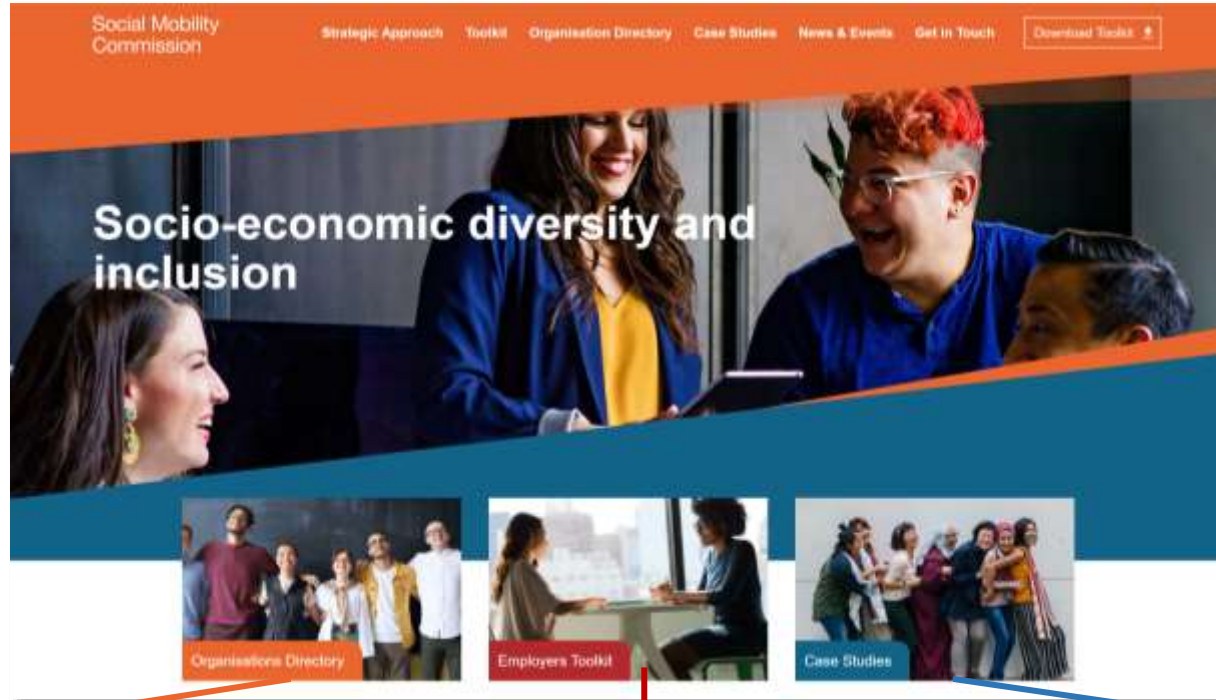 Social Mobility
Commission
Strategic Approach Toolkit Organisation Directory Case Studies News & Events Get in Touch Download Toolkit
Socio-economic diversity and
inclusion
Organisations Directory
Employers Toolkit
Case Studies